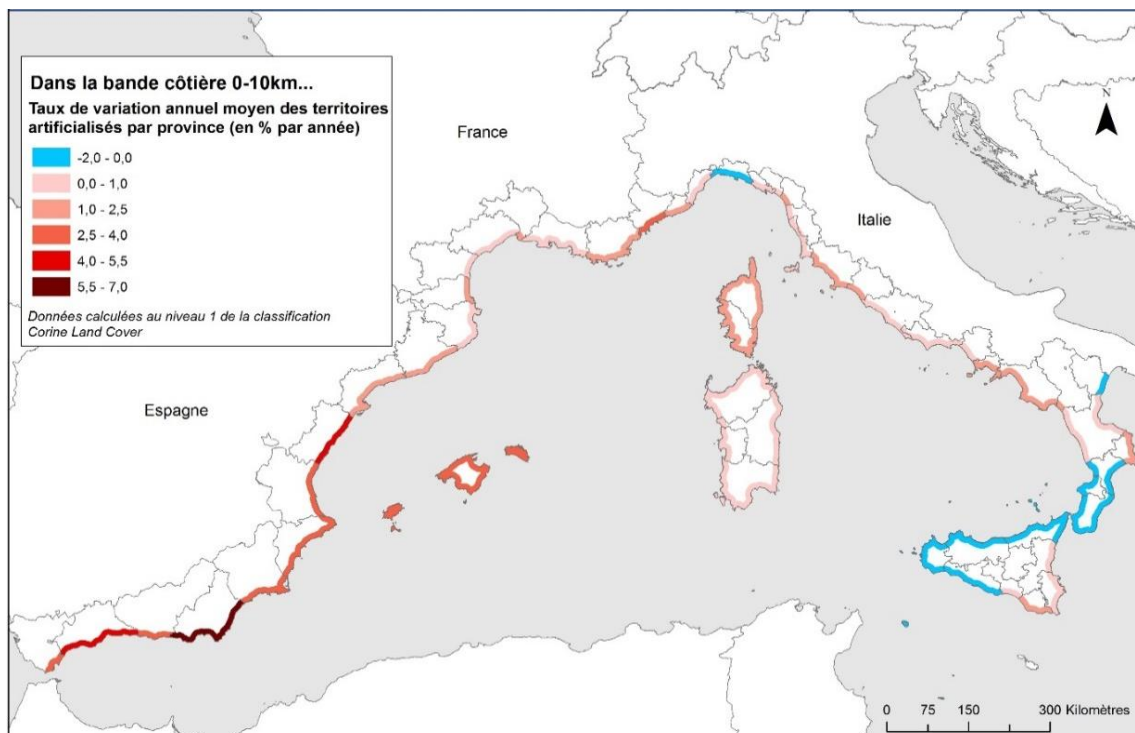 Dans la bande côtière 0-10km...
Taux de variation annuel moyen des territoires
artificialisés par province (en % par année)
-2,0 - 0,0
0,0 - 1,0
1,0 - 2,5
2,5 - 4,0
4,0 - 5,5
5,5 - 7,0
Données calculées au niveau 1 de la classification
Corine Land Cover
France
N
Italie
Espagne
0 75 150 300 Kilomètres